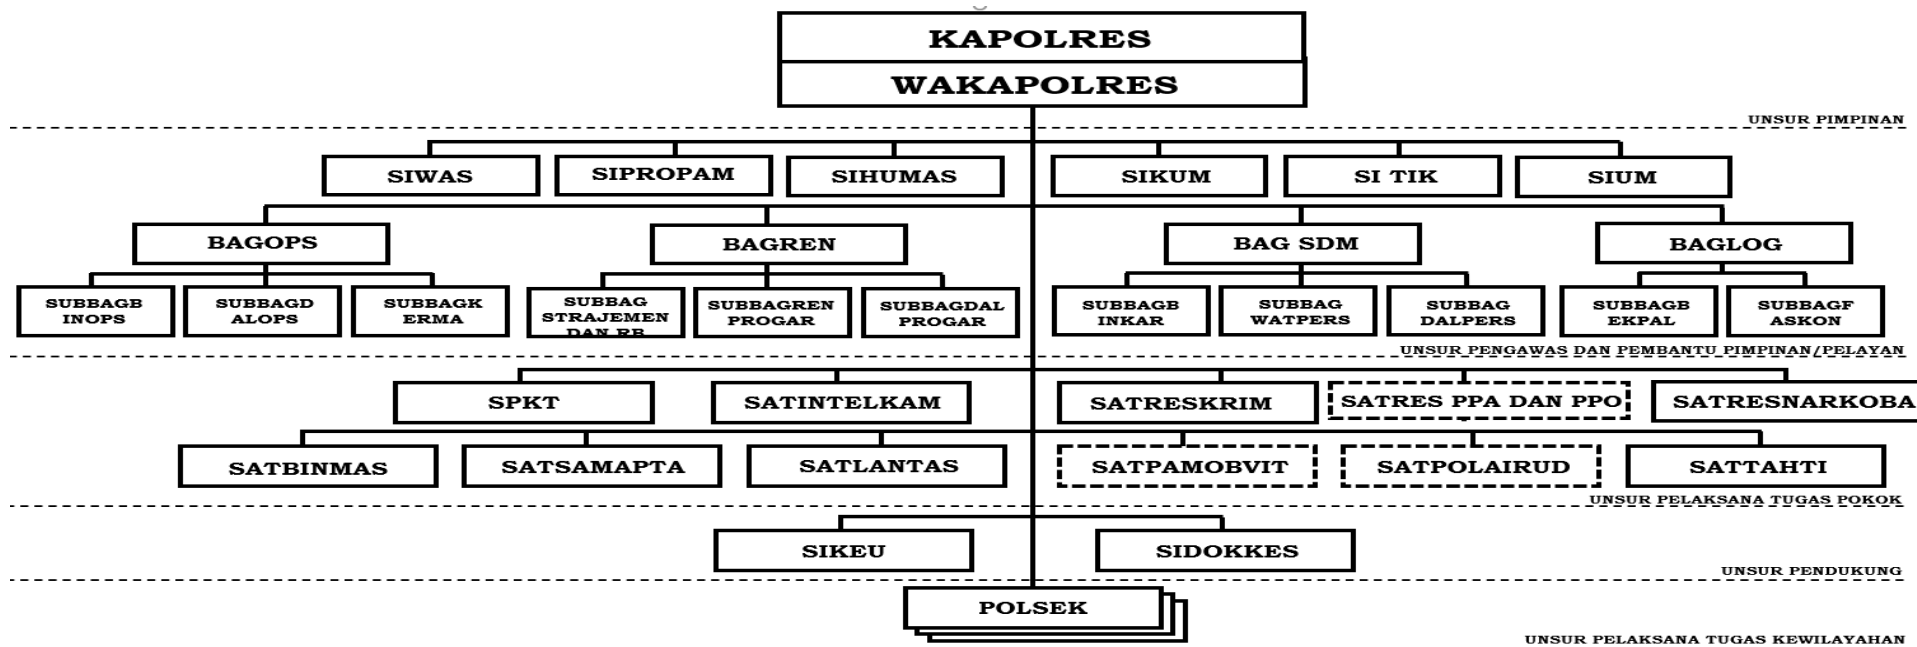 KAPOLRES
WAKAPOLRES
UNSUR PIMPINAN
SIWAS
SIPROPAM
SIHUMAS
SIKUM
SI TIK
SIUM
BAGOPS
BAGREN
BAG SDM
BAGLOG
SUBBAGB
INOPS
SUBBAGD
ALOPS
SUBBAGK
ERMA
SUBBAG
STRAJEMEN
DAN RB
SUBBAGREN
PROGAR
SUBBAGDAL
PROGAR
SUBBAGB
INKAR
SUBBAG
WATPERS
SUBBAG
DALPERS
SUBBAGB
EKPAL
SUBBAGF
ASKON
UNSUR PENGAWAS DAN PEMBANTU PIMPINAN/PELAYAN
SPKT
SATINTELKAM
SATRESKRIM
SATRES PPA DAN PPO
SATRESNARKOBA
SATBINMAS
SATSAMAPTA
SATLANTAS
SATPAMOBVIT
SATPOLAIRUD
SATTAHTI
UNSUR PELAKSANA TUGAS POKOK
SIKEU
SIDOKKES
UNSUR PENDUKUNG
POLSEK
UNSUR PELAKSANA TUGAS KEWILAYAHAN